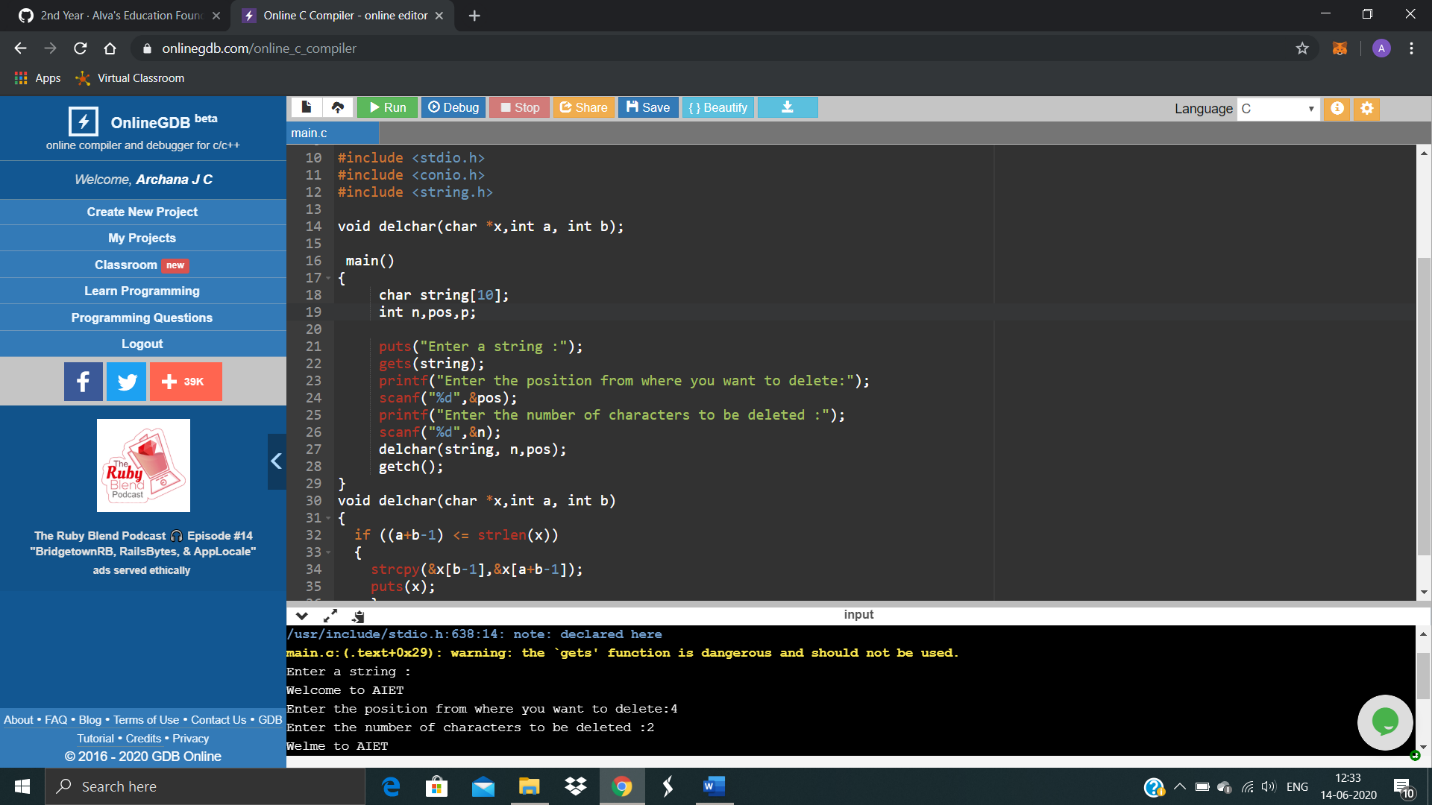 2nd Year - Alva's Education Foun
Online C Compiler - online editor
onlinegdb.com/online_c_compiler
A
Apps
Virtual Classroom
OnlineGDB beta
online compiler and debugger for c/c++
Welcome, Archana J C
Create New Project
My Projects
Classroom new
Learn Programming
Programming Questions
Logout
39K
The
Ruby
Blend
Podcast
The Ruby Blend Podcast 🎧 Episode #14
"BridgetownRB, RailsBytes, & AppLocale"
ads served ethically
About • FAQ • Blog • Terms of Use • Contact Us • GDB
Tutorial • Credits • Privacy
© 2016 - 2020 GDB Online
Run Debug Stop Share Save { } Beautify
Language C
main.c
10 #include <stdio.h>
11 #include <conio.h>
12 #include <string.h>
13
14 void delchar(char *x,int a, int b);
15
16  main()
17 {
18      char string[10];
19      int n,pos,p;
20
21      puts("Enter a string :");
22      gets(string);
23      printf("Enter the position from where you want to delete:");
24      scanf("%d",&pos);
25      printf("Enter the number of characters to be deleted :");
26      scanf("%d",&n);
27      delchar(string, n,pos);
28      getch();
29 }
30 void delchar(char *x,int a, int b)
31 {
32   if ((a+b-1) <= strlen(x))
33   {
34     strcpy(&x[b-1],&x[a+b-1]);
35     puts(x);
input
/usr/include/stdio.h:638:14: note: declared here
main.c:(.text+0x29): warning: the `gets' function is dangerous and should not be used.
Enter a string :
Welcome to AIET
Enter the position from where you want to delete:4
Enter the number of characters to be deleted :2
Welme to AIET
Search here
ENG
12:33
14-06-2020
10